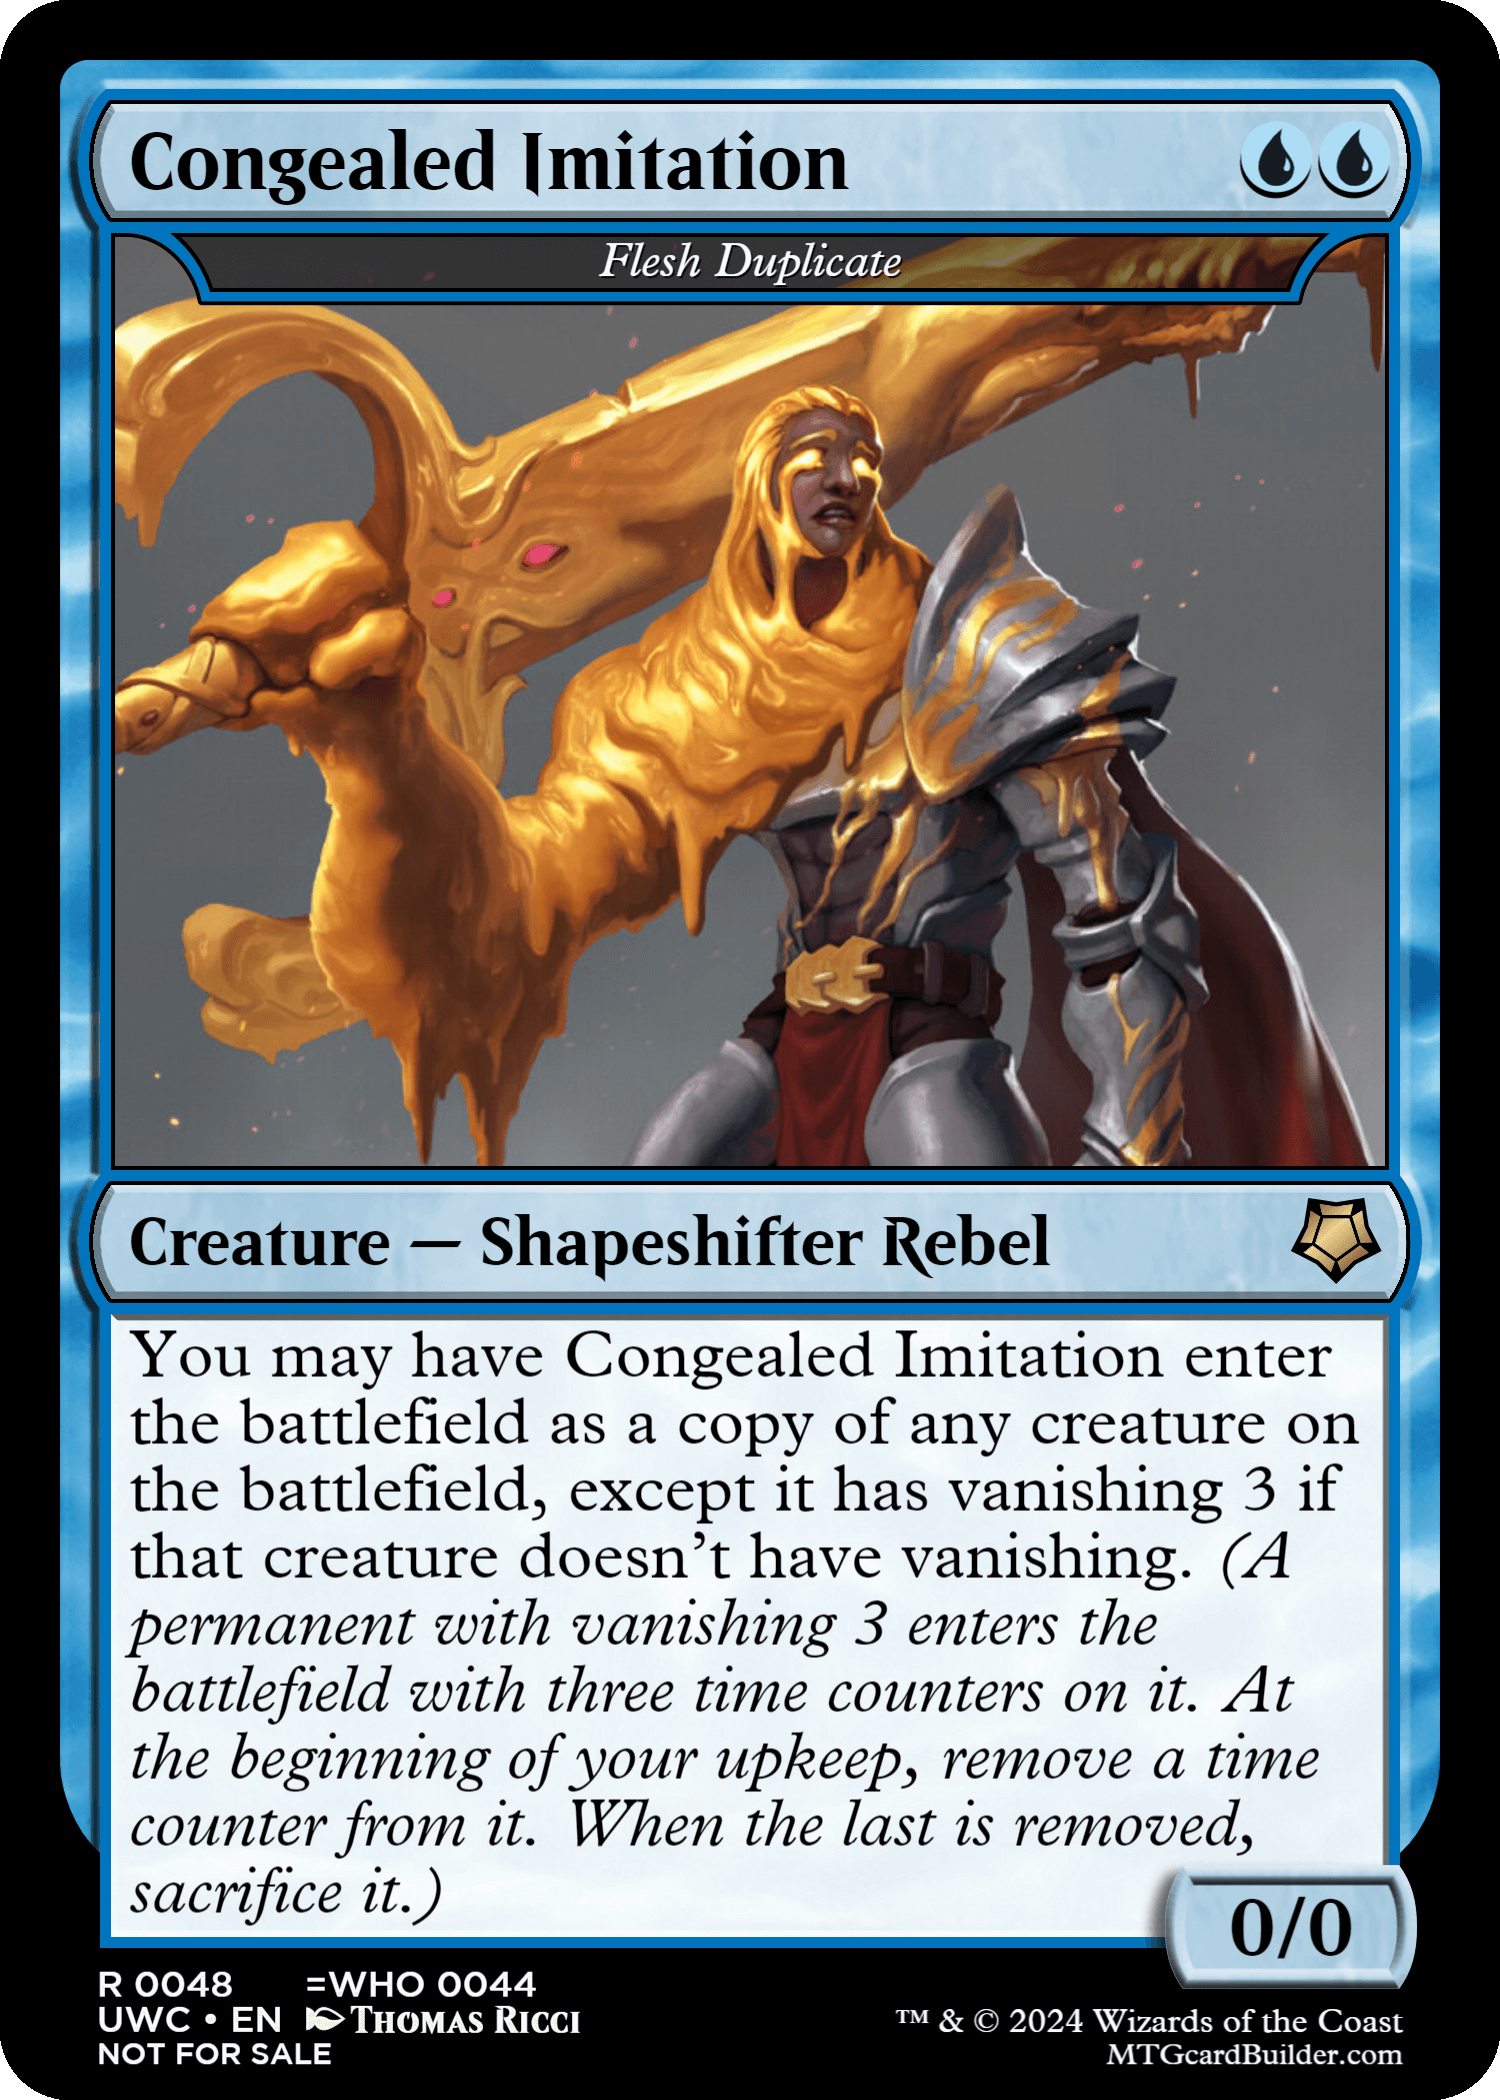 Congealed Imitation
Flesh Duplicate
Creature — Shapeshifter Rebel
You may have Congealed Imitation enter
the battlefield as a copy of any creature on
the battlefield, except it has vanishing 3 if
that creature doesn’t have vanishing. (A
permanent with vanishing 3 enters the
battlefield with three time counters on it. At
the beginning of your upkeep, remove a time
counter from it. When the last is removed,
sacrifice it.)
0/0
R 0048 =WHO 0044
UWC • EN Thomas Ricci
NOT FOR SALE
™ & © 2024 Wizards of the Coast
MTGcardBuilder.com